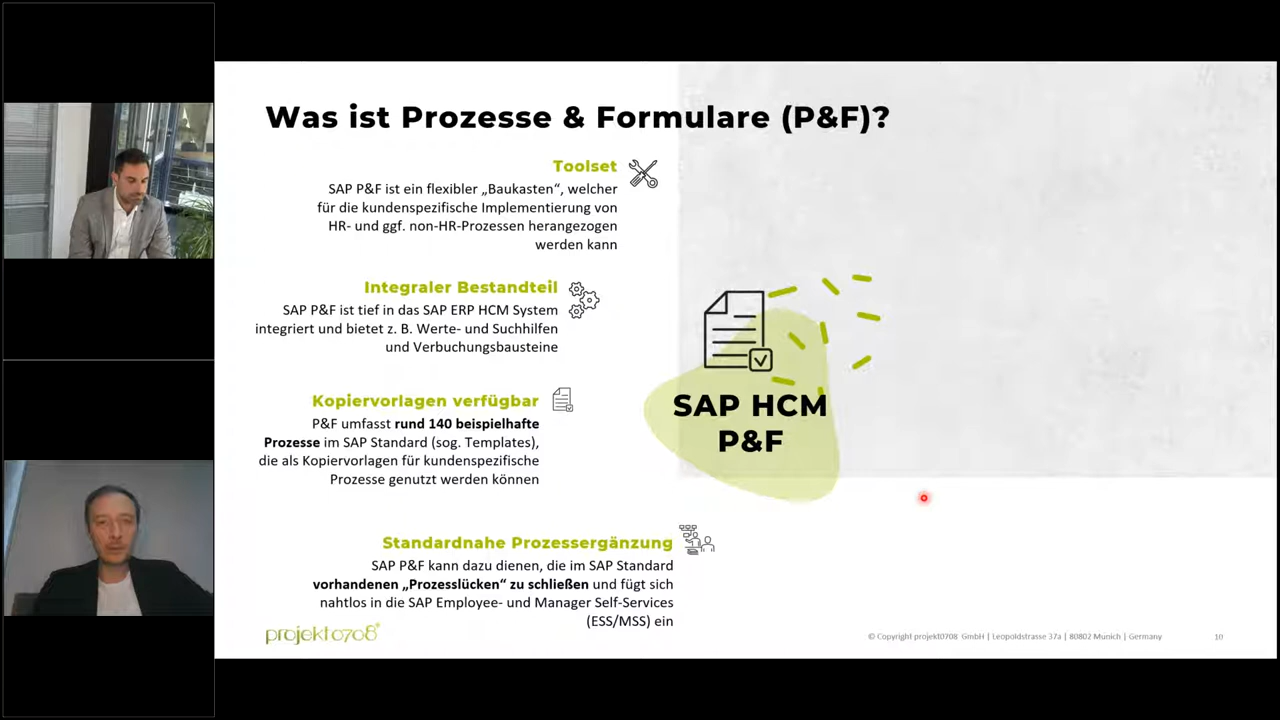 Was ist Prozesse & Formulare (P&F)?
Toolset
SAP P&F ist ein flexibler „Baukasten“, welcher
für die kundenspezifische Implementierung von
HR- und ggf. non-HR-Prozessen herangezogen
werden kann
Integraler Bestandteil
SAP P&F ist tief in das SAP ERP HCM System
integriert und bietet z. B. Werte- und Suchhilfen
und Verbuchungsbausteine
Kopiervorlagen verfügbar
P&F umfasst rund 140 beispielhafte
Prozesse im SAP Standard (sog. Templates),
die als Kopiervorlagen für kundenspezifische
Prozesse genutzt werden können
Standardnahe Prozessergänzung
SAP P&F kann dazu dienen, die im SAP Standard
vorhandenen „Prozesslücken“ zu schließen und fügt sich
nahtlos in die SAP Employee- und Manager Self-Services
(ESS/MSS) ein
SAP HCM
P&F
projekt0708®
© Copyright projekt0708 GmbH | Leopoldstrasse 37a | 80802 Munich | Germany
10